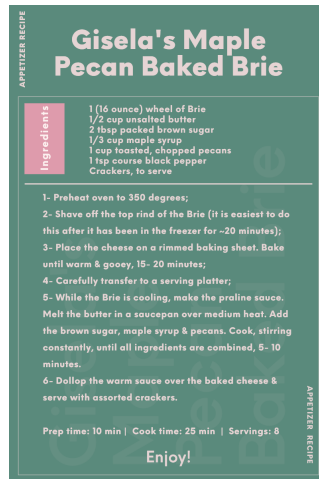 APPETIZER RECIPE
Gisela's Maple
Pecan Baked Brie
Ingredients
1 (16 ounce) wheel of Brie
1/2 cup unsalted butter
2 tbsp packed brown sugar
1/3 cup maple syrup
1 cup toasted, chopped pecans
1 tsp course black pepper
Crackers, to serve
1- Preheat oven to 350 degrees;
2- Shave off the top rind of the Brie (it is easiest to do
this after it has been in the freezer for ~20 minutes);
3- Place the cheese on a rimmed baking sheet. Bake
until warm & gooey, 15- 20 minutes;
4- Carefully transfer to a serving platter;
5- While the Brie is cooling, make the praline sauce.
Melt the butter in a saucepan over medium heat. Add
the brown sugar, maple syrup & pecans. Cook, stirring
constantly, until all ingredients are combined, 5- 10
minutes.
6- Dollop the warm sauce over the baked cheese &
serve with assorted crackers.
Prep time: 10 min | Cook time: 25 min | Servings: 8
Enjoy!
APPETIZER RECIPE
Gisela's
Maple
Pecan
Baked Brie